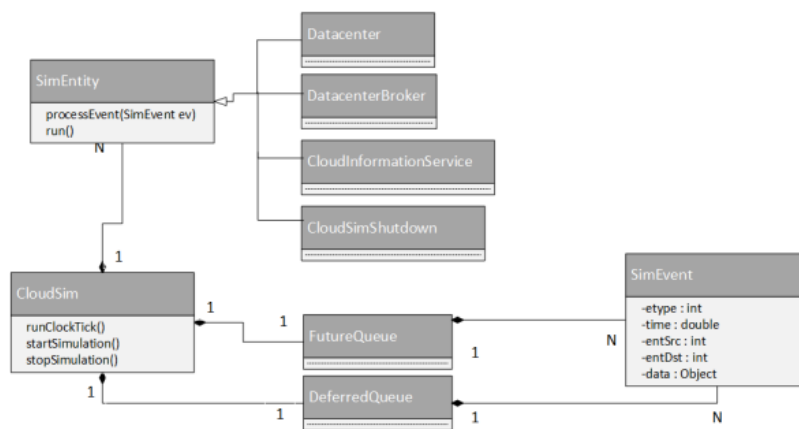 Datacenter
SimEntity
processEvent(SimEvent ev)
run()
DatacenterBroker
N
CloudInformationService
CloudSimShutdown
1
CloudSim
runClockTick()
startSimulation()
stopSimulation()
1
1
FutureQueue
1
N
SimEvent
-etype : int
-time : double
-entSrc : int
-entDst : int
-data : Object
1
1
DeferredQueue
1
N